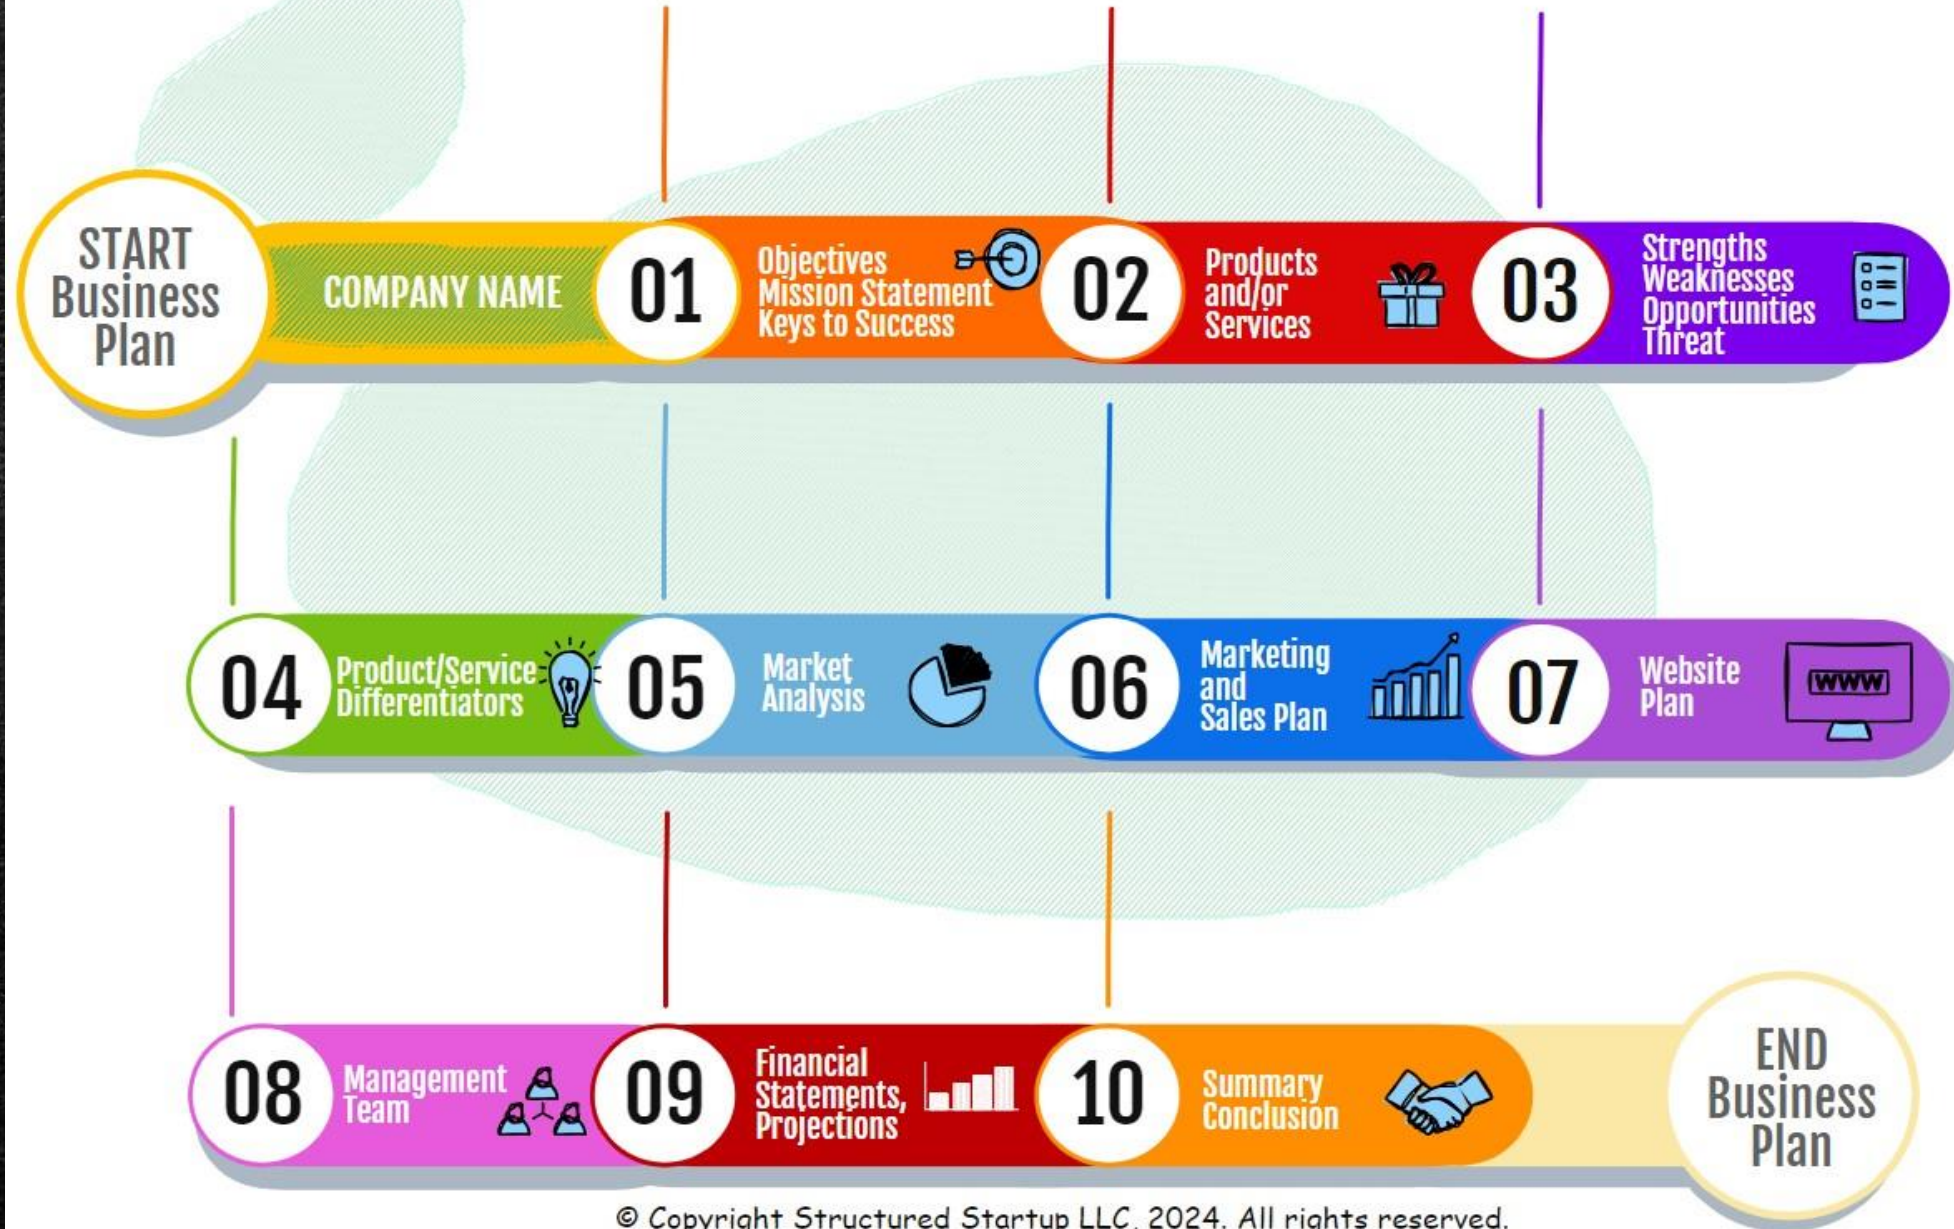 START
Business
Plan
COMPANY NAME
01
Objectives
Mission Statement
Keys to Success
02
Products
and/or
Services
03
Strengths
Weaknesses
Opportunities
Threat
04
Product/Service
Differentiators
05
Market
Analysis
06
Marketing
and
Sales Plan
07
Website
Plan
WWW
08
Management
Team
09
Financial
Statements,
Projections
10
Summary
Conclusion
END
Business
Plan
© Copyright Structured Startup LLC, 2024. All rights reserved.